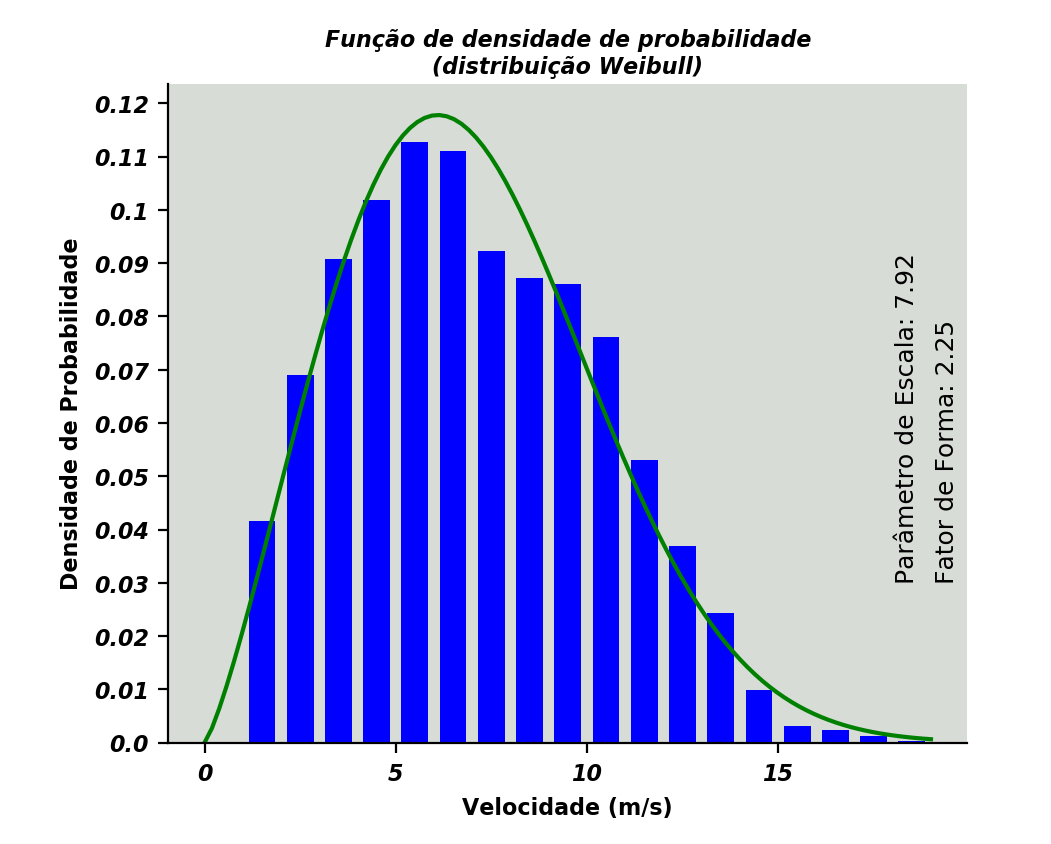 Função de densidade de probabilidade
(distribuição Weibull)
0.12
0.11
0.1
0.09
0.08
0.07
0.06
0.05
0.04
0.03
0.02
0.01
0.0
Densidade de Probabilidade
Parâmetro de Escala: 7.92
Fator de Forma: 2.25
0
5
10
15
Velocidade (m/s)